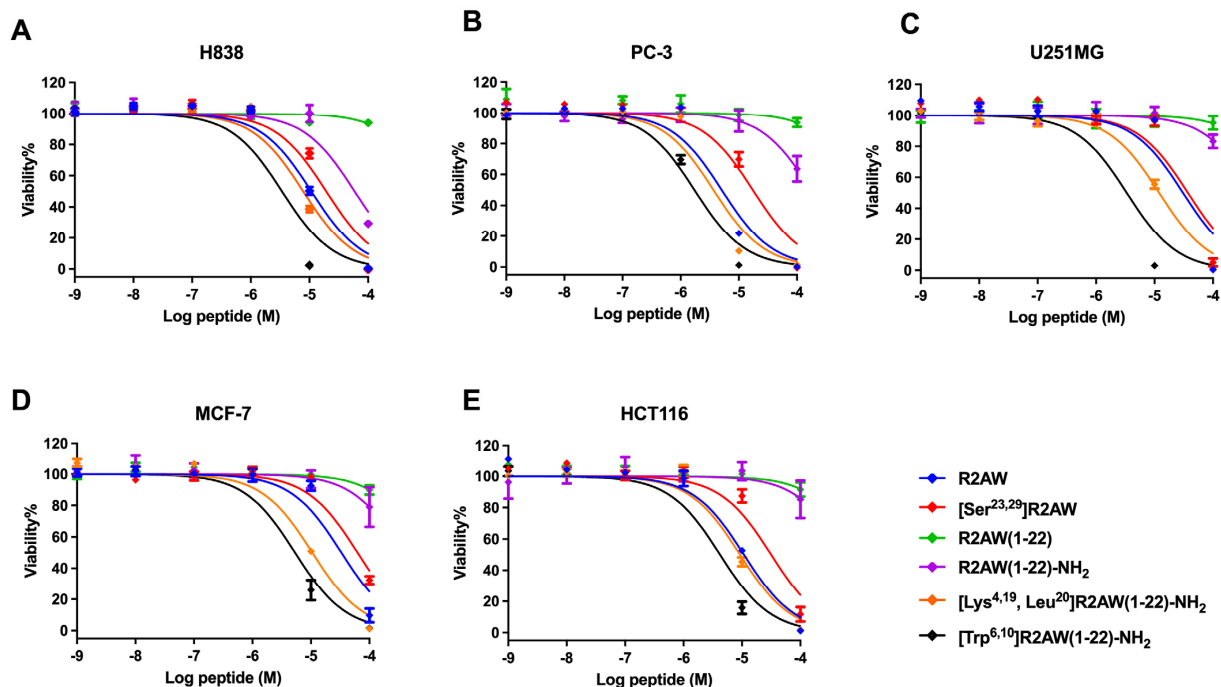 A
H838
120
100
80
60
40
20
0
Viability%
-9 -8 -7 -6 -5 -4
Log peptide (M)
B
PC-3
120
100
80
60
40
20
0
Viability%
-9 -8 -7 -6 -5 -4
Log peptide (M)
C
U251MG
120
100
80
60
40
20
0
Viability%
-9 -8 -7 -6 -5 -4
Log peptide (M)
D
MCF-7
120
100
80
60
40
20
0
Viability%
-9 -8 -7 -6 -5 -4
Log peptide (M)
E
HCT116
120
100
80
60
40
20
0
Viability%
-9 -8 -7 -6 -5 -4
Log peptide (M)
R2AW
[Ser²³,²⁹]R2AW
R2AW(1-22)
R2AW(1-22)-NH₂
[Lys⁴,¹⁹, Leu²⁰]R2AW(1-22)-NH₂
[Trp⁶,¹⁰]R2AW(1-22)-NH₂